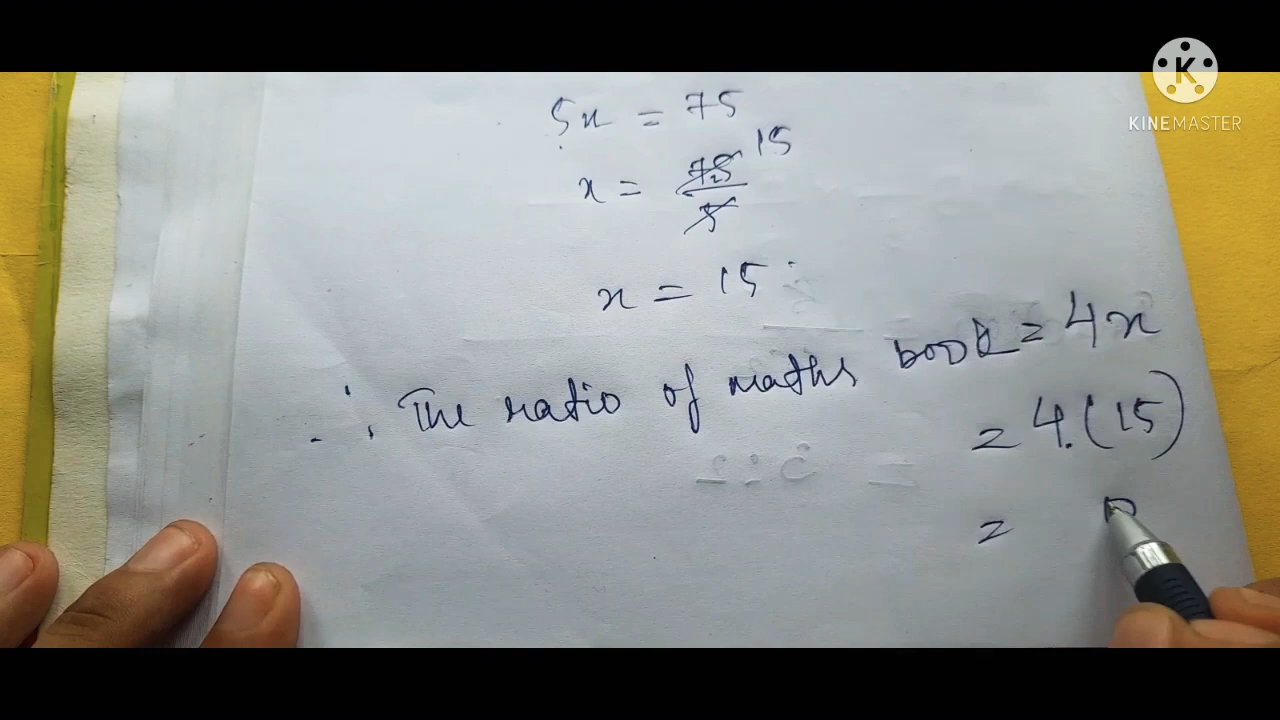 KINEMASTER
5x = 75
x = 75/5 15
x = 15
∴ The ratio of maths book = 4x
= 4.(15)
=